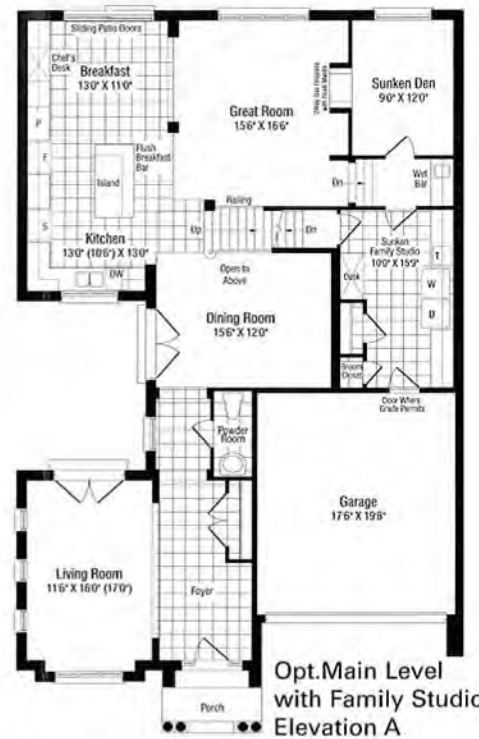 Sliding Patio Doors
Chef's
Desk
Breakfast
13'0" X 11'0"
P
F
S
Flush
Breakfast
Bar
Island
Kitchen
13'0" (10'6") X 13'0"
DW
Great Room
15'6" X 16'6"
Railing
Up
Dn
Open to
Above
2Way Gas Fireplace
with Flush Mantle
Sunken Den
9'0" X 12'0"
Dn
Wet
Bar
Sunken
Family Studio
10'0" X 15'9"
Desk
T
W
D
Broom
Closet
Door Where
Grade Permits
Dining Room
15'6" X 12'0"
Powder
Room
Garage
17'6" X 19'8"
Living Room
11'6" X 16'0" (17'0")
Foyer
Porch
Opt.Main Level
with Family Studio
Elevation A